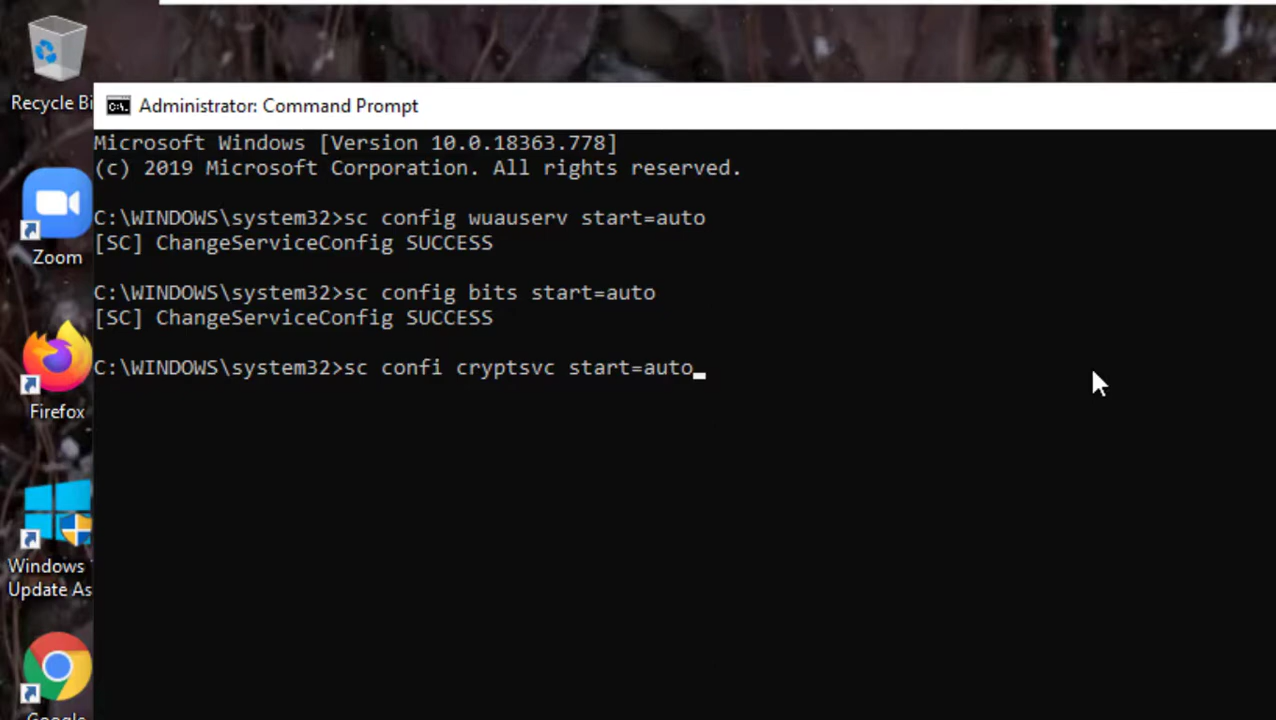 Recycle Bi
Administrator: Command Prompt
Microsoft Windows [Version 10.0.18363.778]
(c) 2019 Microsoft Corporation. All rights reserved.
C:\WINDOWS\system32>sc config wuauserv start=auto
[SC] ChangeServiceConfig SUCCESS
C:\WINDOWS\system32>sc config bits start=auto
[SC] ChangeServiceConfig SUCCESS
C:\WINDOWS\system32>sc confi cryptsvc start=auto
Zoom
Firefox
Windows
Update As
Google